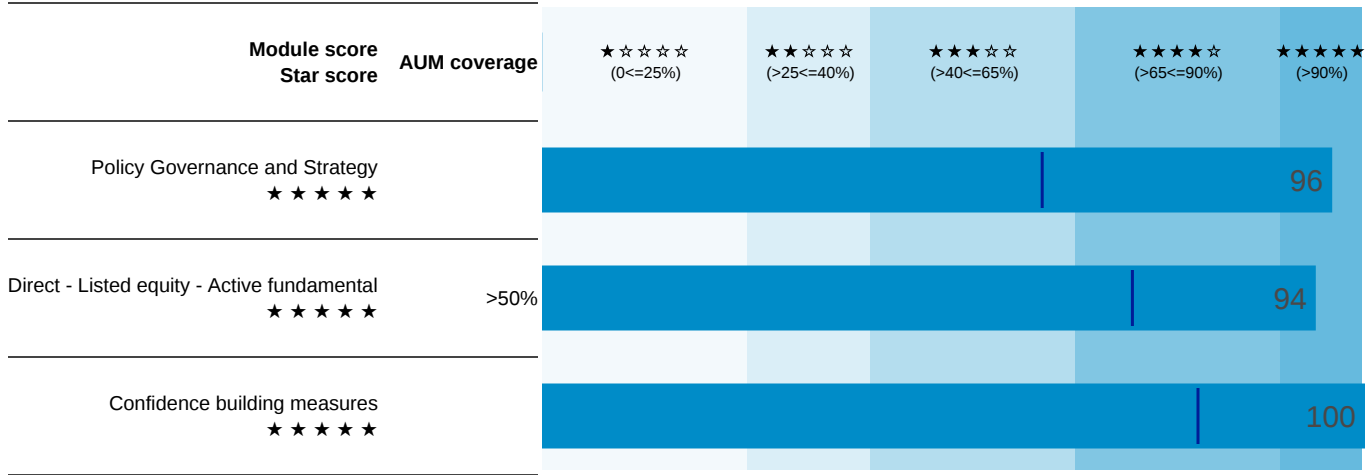 Module score
Star score
AUM coverage
★☆☆☆☆
(0<=25%)
★★☆☆☆
(>25<=40%)
★★★☆☆
(>40<=65%)
★★★★☆
(>65<=90%)
★★★★★
(>90%)
Policy Governance and Strategy
★ ★ ★ ★ ★
96
Direct - Listed equity - Active fundamental
★ ★ ★ ★ ★
>50%
94
Confidence building measures
★ ★ ★ ★ ★
100